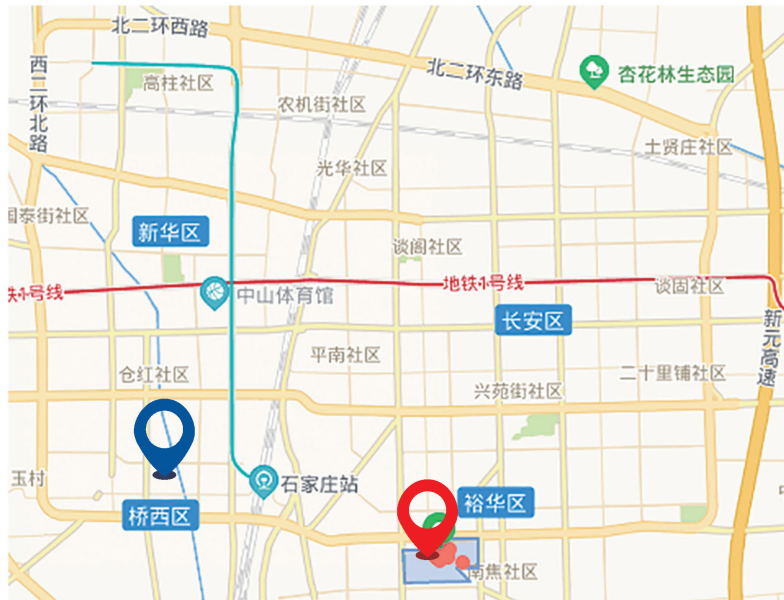 北二环西路
西二环北路
高柱社区
北二环东路
杏花林生态园
农机街社区
土贤庄社区
光华社区
国泰街社区
新华区
谈阁社区
铁1号线
地铁1号线
谈固社区
中山体育馆
长安区
新元高速
平南社区
仓红社区
二十里铺社区
兴苑街社区
玉村
石家庄站
裕华区
桥西区
南焦社区